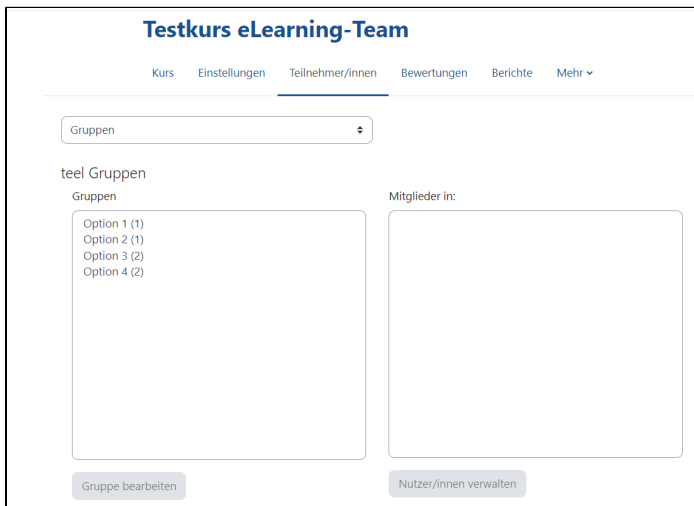 Testkurs eLearning-Team
Kurs Einstellungen Teilnehmer/innen Bewertungen Berichte Mehr
Gruppen
teel Gruppen
Gruppen
Option 1 (1)
Option 2 (1)
Option 3 (2)
Option 4 (2)
Gruppe bearbeiten
Mitglieder in:
Nutzer/innen verwalten